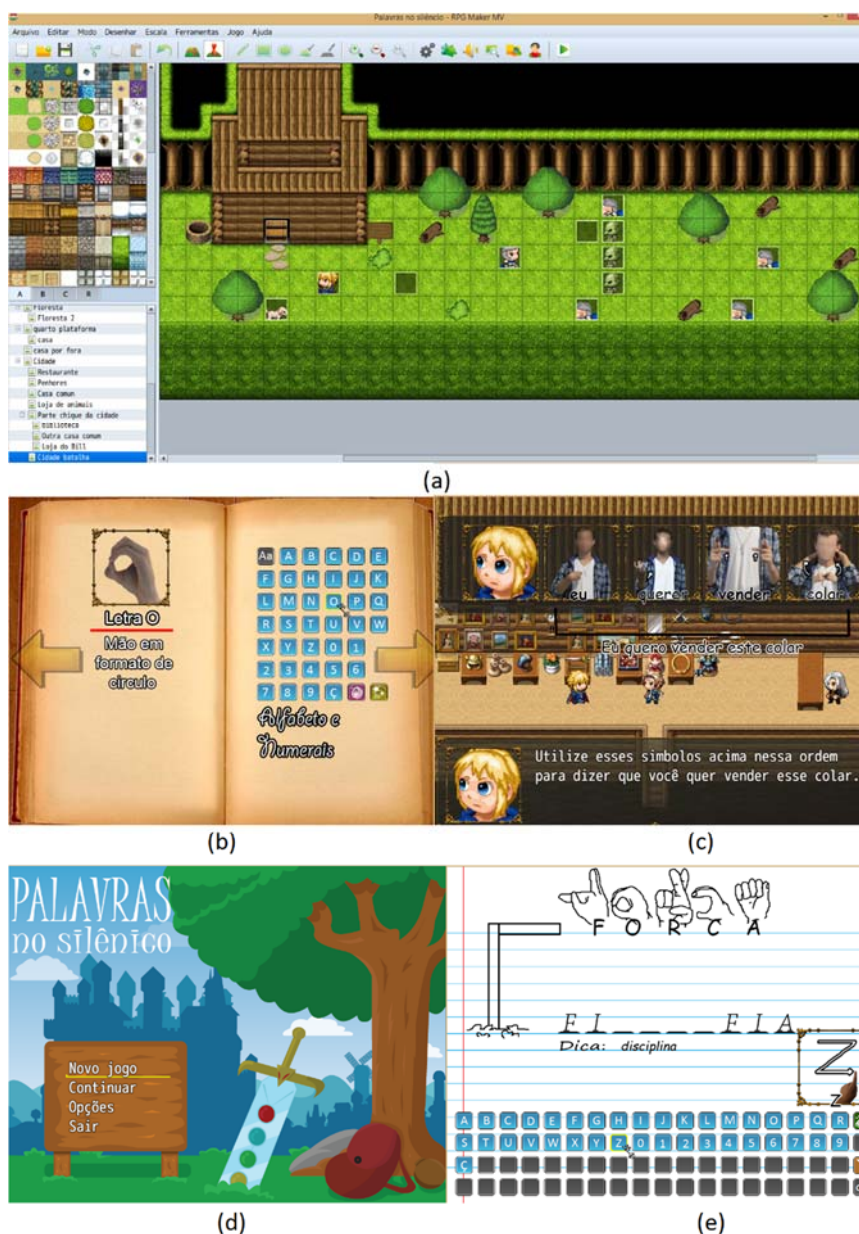 Palavras no silêncio - RPG Maker MV
Arquivo Editar Modo Desenhar Escala Ferramentas Jogo Ajuda
A B C R
Floresta
Floresta 2
quarto plataforma
casa
casa por fora
Cidade
Restaurante
Penhores
Casa comum
Loja de animais
Parte chique da cidade
Biblioteca
Outra casa comum
Loja do Bill
Cidade batalha
(a)
Letra O
Mão em
formato de
circulo
Aa A B C D E
F G H I J K
L M N O P Q
R S T U V W
X Y Z 0 1
2 3 4 5 6
7 8 9 Ç
Alfabeto e
Numerais
(b)
eu querer vender colar
Eu quero vender este colar
Utilize esses simbolos acima nessa ordem
para dizer que você quer vender esse colar.
(c)
PALAVRAS
no silênico
Novo jogo
Continuar
Opções
Sair
(d)
F O R C A
F I _ _ _ _ F I A
Dica: disciplina
Z
Z
A B C D E F G H I J K L M N O P Q R
S T U V W X Y Z 0 1 2 3 4 5 6 7 8 9
Ç
(e)